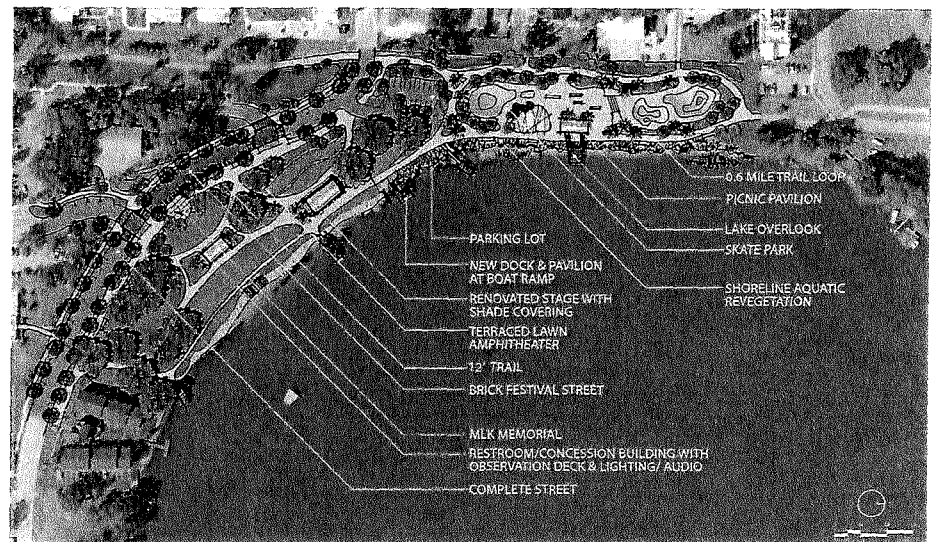 0.6 MILE TRAIL LOOP
PICNIC PAVILION
LAKE OVERLOOK
SKATE PARK
SHORELINE AQUATIC
REVEGETATION
PARKING LOT
NEW DOCK & PAVILION
AT BOAT RAMP
RENOVATED STAGE WITH
SHADE COVERING
TERRACED LAWN
AMPHITHEATER
12' TRAIL
BRICK FESTIVAL STREET
MLK MEMORIAL
RESTROOM/CONCESSION BUILDING WITH
OBSERVATION DECK & LIGHTING/ AUDIO
COMPLETE STREET